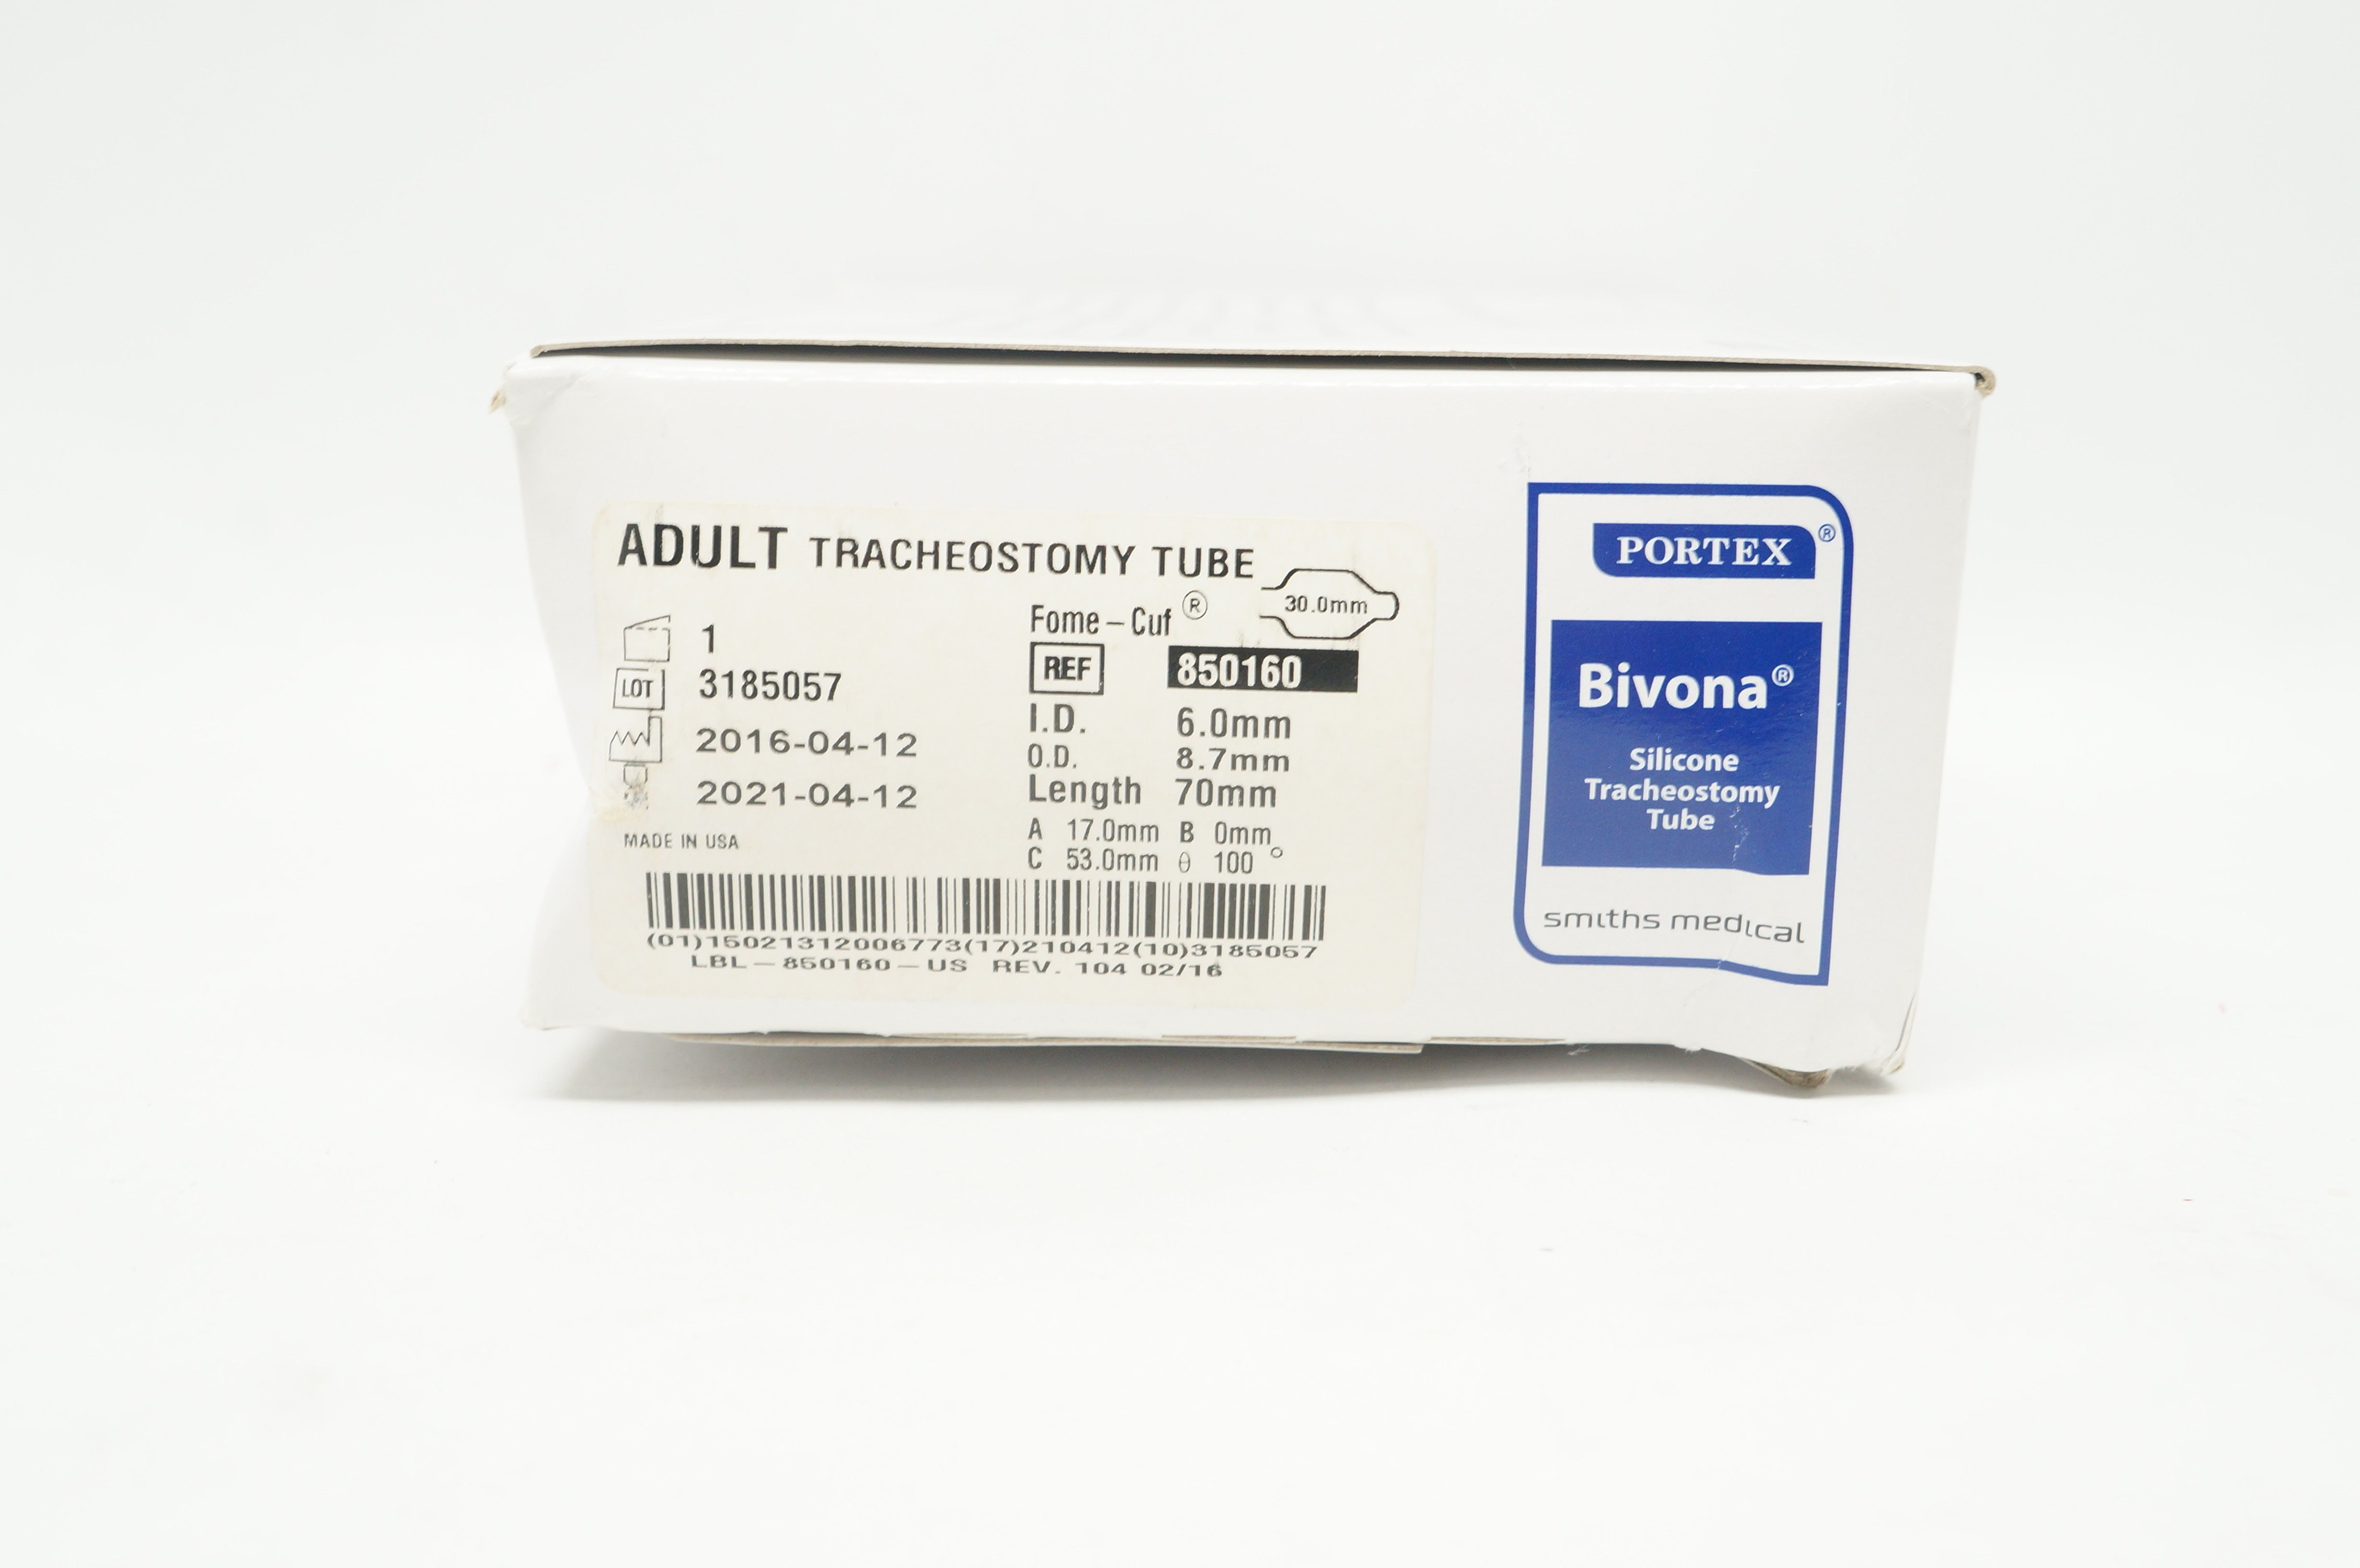 ADULT TRACHEOSTOMY TUBE
30.0mm
Fome-Cuf®
1
REF 850160
LOT 3185057
I.D. 6.0mm
2016-04-12
O.D. 8.7mm
2021-04-12
Length 70mm
A 17.0mm B 0mm
MADE IN USA
C 53.0mm θ 100°
(01)15021312006773(17)210412(10)3185057
LBL-850160-US REV. 104 02/16
PORTEX®
Bivona®
Silicone
Tracheostomy
Tube
smiths medical